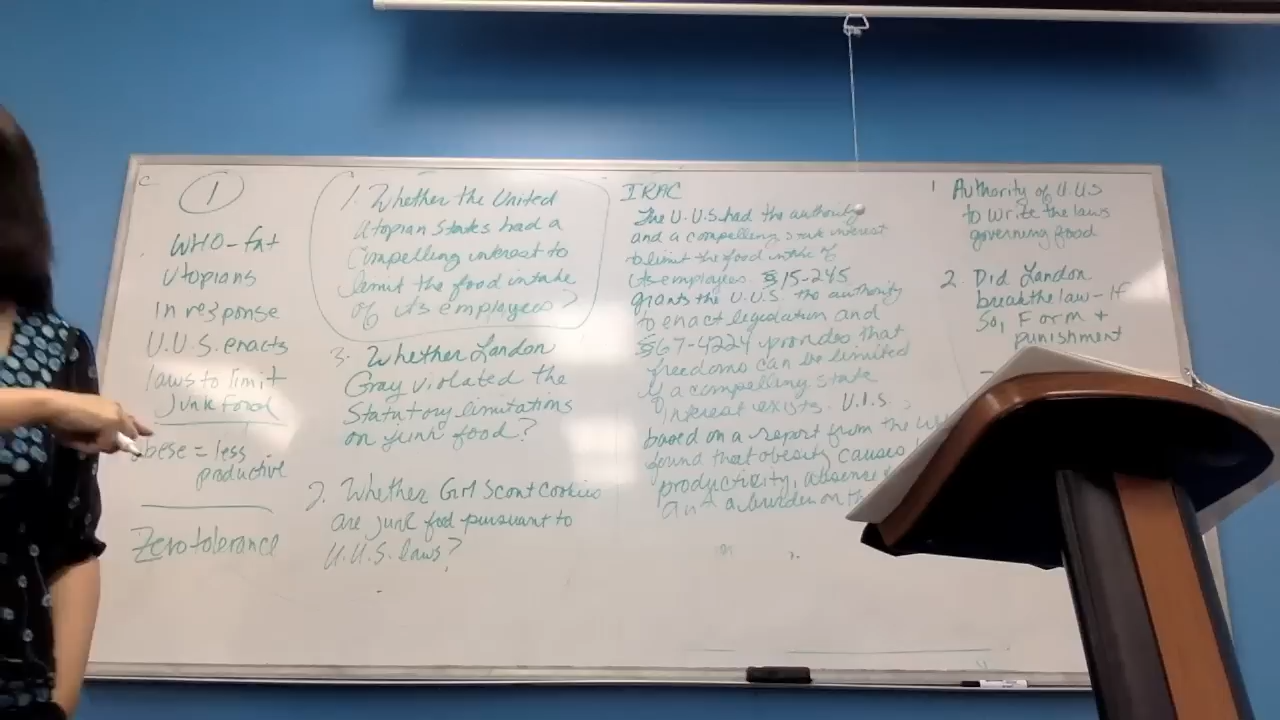 1
WHO-fat
Utopians
In response
U.U.S. enacts
laws to limit
Junk Food
obese = less
productive
Zero tolerance
1. Whether the United
Utopian States had a
Compelling interest to
Limit the food intake
of its employees?
3. Whether Landon
Gray violated the
Statutory limitations
on junk food?
2. Whether Girl Scout Cookies
are junk food pursuant to
U.U.S. laws?
IRAC
The U.U.S. had the authority
and a compelling state interest
to limit the food intake of
its employees §15-245
grants the U.U.S. the authority
to enact legislation and
§67-4224 provides that
freedoms can be limited
if a compelling state
interest exists. U.U.S.
based on a report from the
found that obesity causes
productivity, absence
and a burden on th
1 Authority of U.U.S
to write the laws
governing food
2. Did Landon
break the law - If
So, Form +
punishment